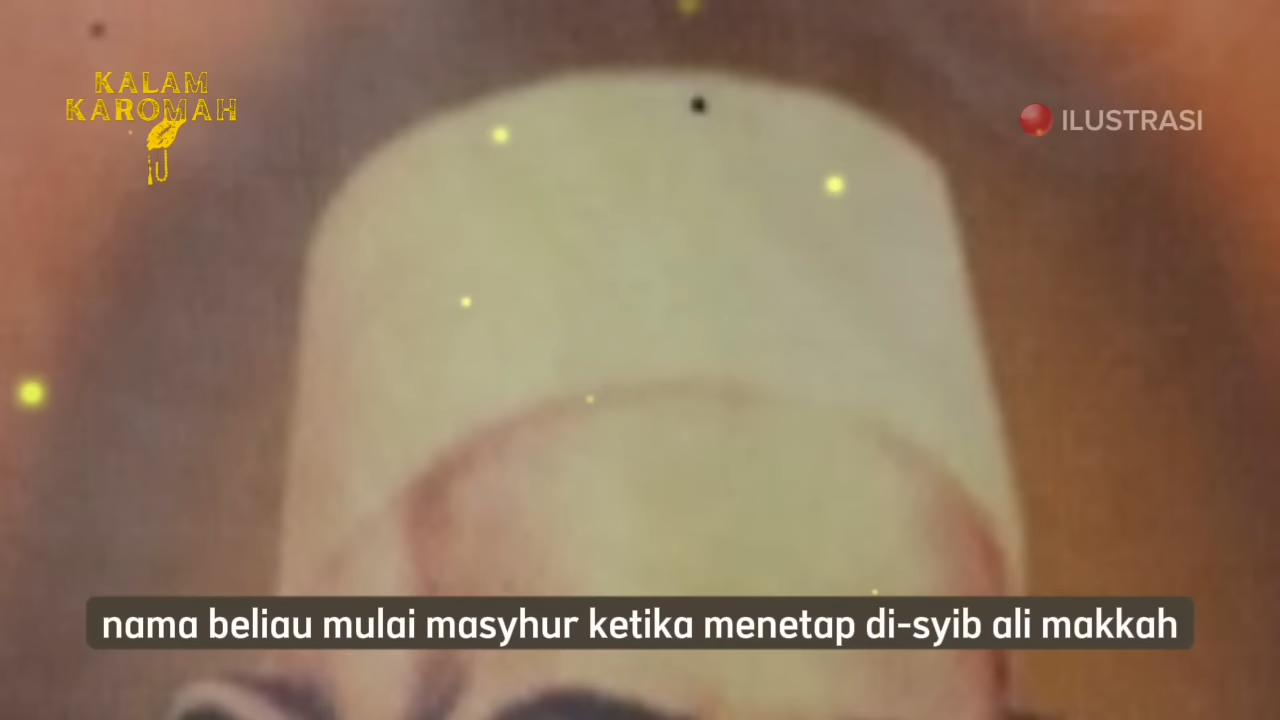 KALAM
KAROMAH
ILUSTRASI
nama beliau mulai masyhur ketika menetap di-syib ali makkah